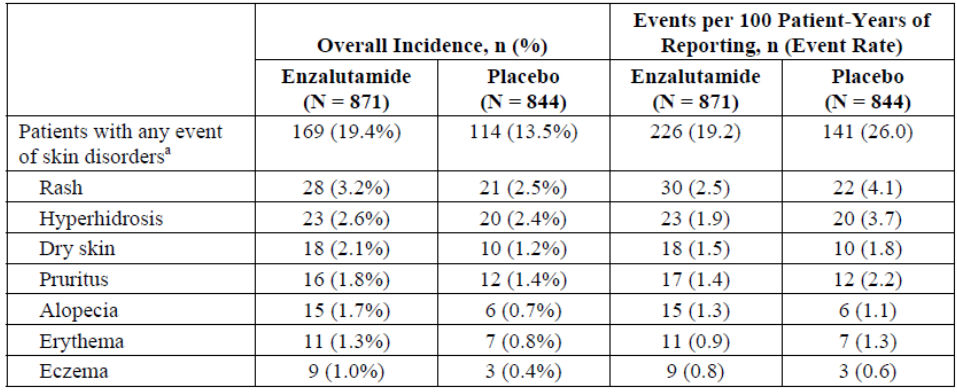 Overall Incidence, n (%) Events per 100 Patient-Years of Reporting, n (Event Rate)
Enzalutamide (N = 871) Placebo (N = 844) Enzalutamide (N = 871) Placebo (N = 844)
Patients with any event of skin disordersa 169 (19.4%) 114 (13.5%) 226 (19.2) 141 (26.0)
Rash 28 (3.2%) 21 (2.5%) 30 (2.5) 22 (4.1)
Hyperhidrosis 23 (2.6%) 20 (2.4%) 23 (1.9) 20 (3.7)
Dry skin 18 (2.1%) 10 (1.2%) 18 (1.5) 10 (1.8)
Pruritus 16 (1.8%) 12 (1.4%) 17 (1.4) 12 (2.2)
Alopecia 15 (1.7%) 6 (0.7%) 15 (1.3) 6 (1.1)
Erythema 11 (1.3%) 7 (0.8%) 11 (0.9) 7 (1.3)
Eczema 9 (1.0%) 3 (0.4%) 9 (0.8) 3 (0.6)